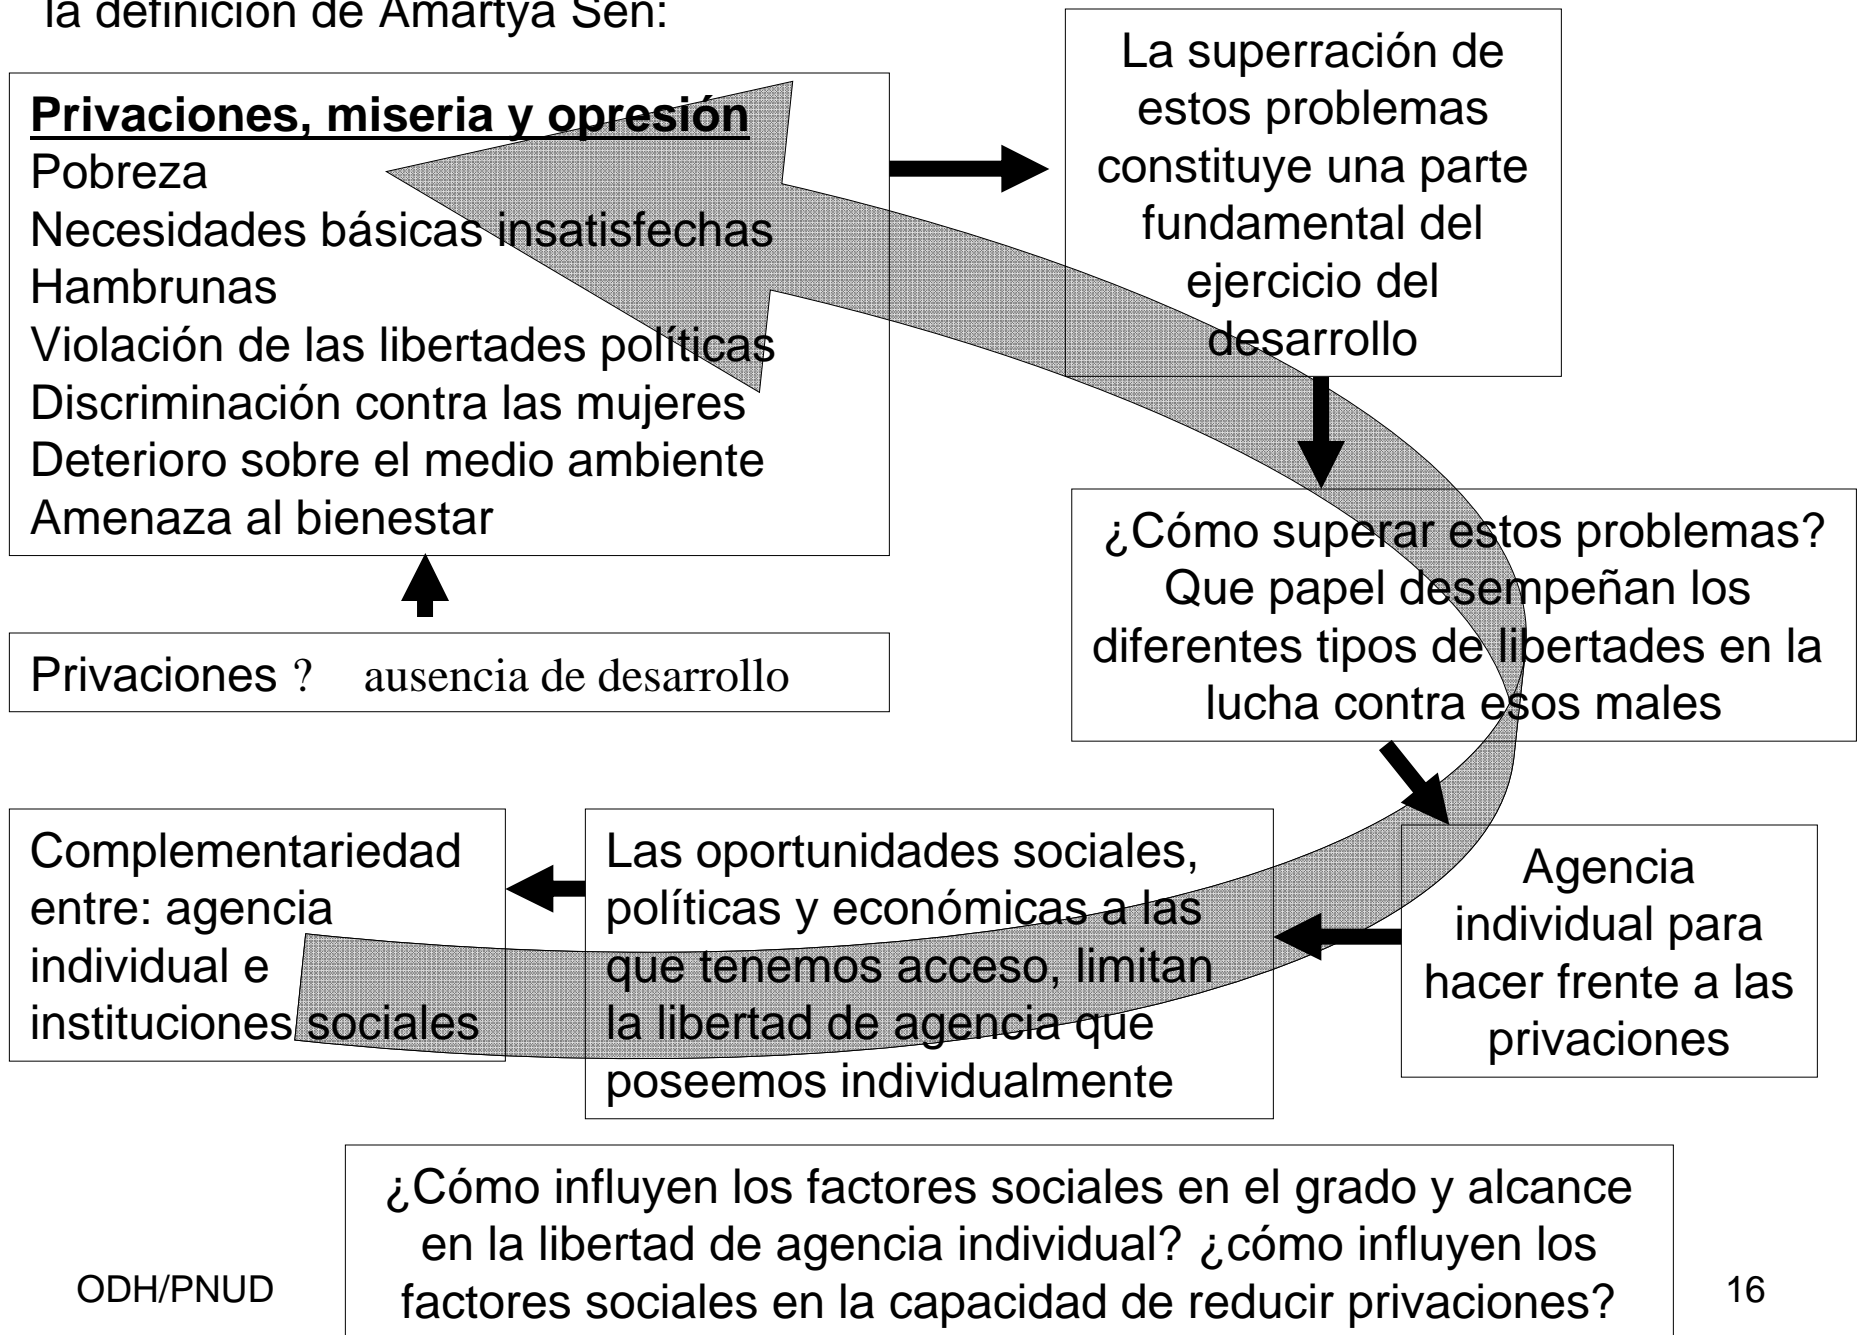 la definición de Amartya Sen:
Privaciones, miseria y opresión
Pobreza
Necesidades básicas insatisfechas
Hambrunas
Violación de las libertades políticas
Discriminación contra las mujeres
Deterioro sobre el medio ambiente
Amenaza al bienestar
La superración de
estos problemas
constituye una parte
fundamental del
ejercicio del
desarrollo
Privaciones ? ausencia de desarrollo
¿Cómo superar estos problemas?
Que papel desempeñan los
diferentes tipos de libertades en la
lucha contra esos males
Agencia
individual para
hacer frente a las
privaciones
Las oportunidades sociales,
políticas y económicas a las
que tenemos acceso, limitan
la libertad de agencia que
poseemos individualmente
Complementariedad
entre: agencia
individual e
instituciones sociales
¿Cómo influyen los factores sociales en el grado y alcance
en la libertad de agencia individual? ¿cómo influyen los
factores sociales en la capacidad de reducir privaciones?
ODH/PNUD
16